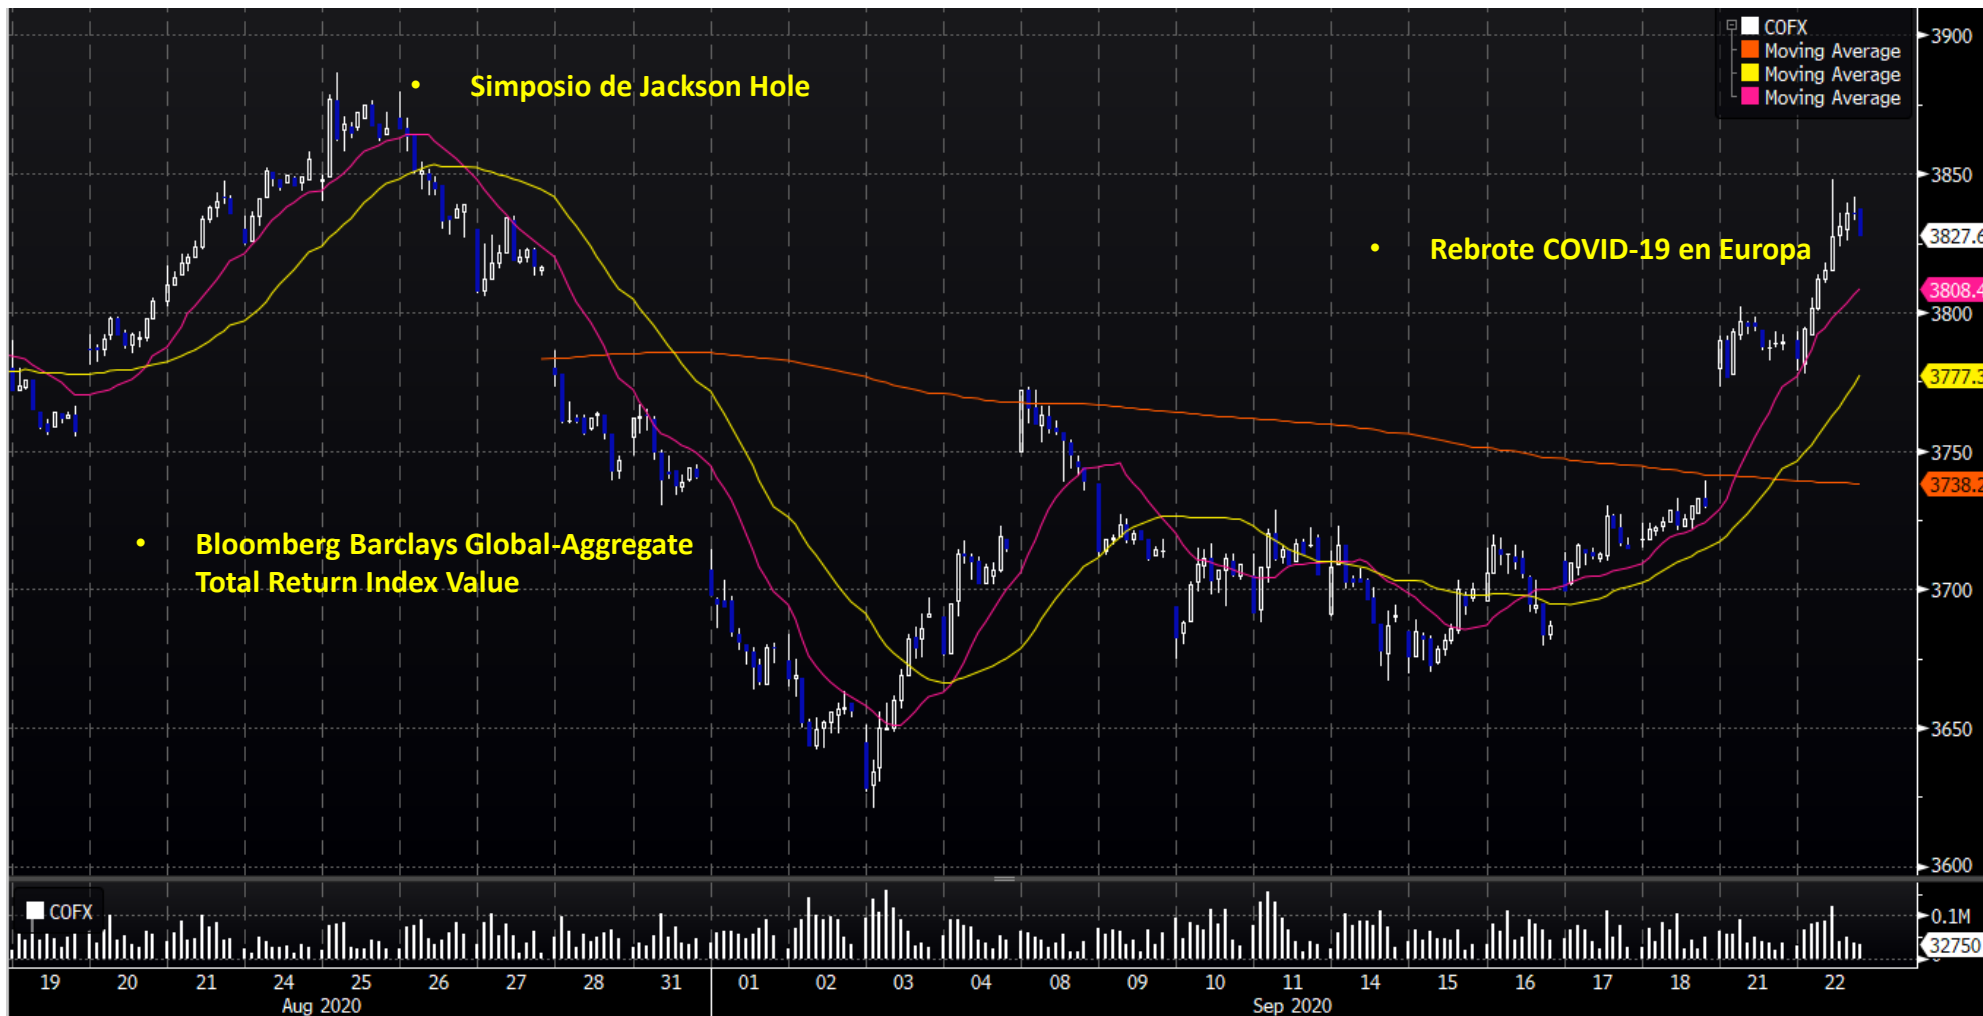 COFX
Moving Average
Moving Average
Moving Average
• Simposio de Jackson Hole
• Rebrote COVID-19 en Europa
• Bloomberg Barclays Global-Aggregate
Total Return Index Value
3900
3850
3827.6
3808.4
3800
3777.3
3750
3738.2
3700
3650
3600
COFX
0.1M
32750
0
19 20 21 24 25 26 27 28 31 01 02 03 04 08 09 10 11 14 15 16 17 18 21 22
Aug 2020 Sep 2020